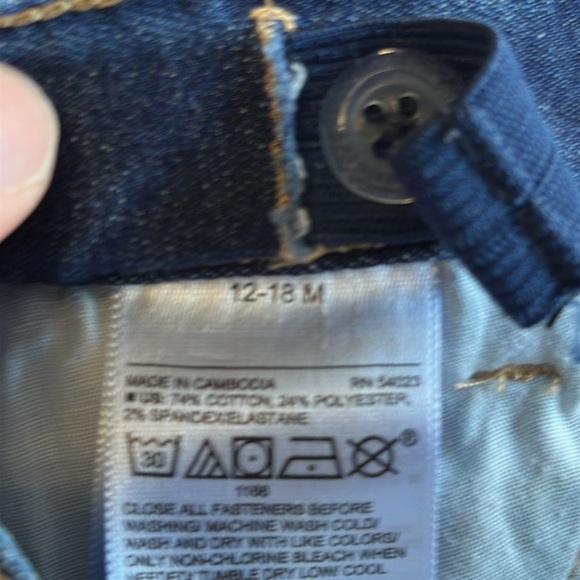 12-18 M
MADE IN CAMBODIA RN 54023
■ US: 74% COTTON, 24% POLYESTER,
2% SPANDEX/ELASTANE
30 ®
1166
CLOSE ALL FASTENERS BEFORE
WASHING/ MACHINE WASH COLD/
WASH AND DRY WITH LIKE COLORS/
ONLY NON-CHLORINE BLEACH WHEN
NEEDED/ TUMBLE DRY LOW/ COOL